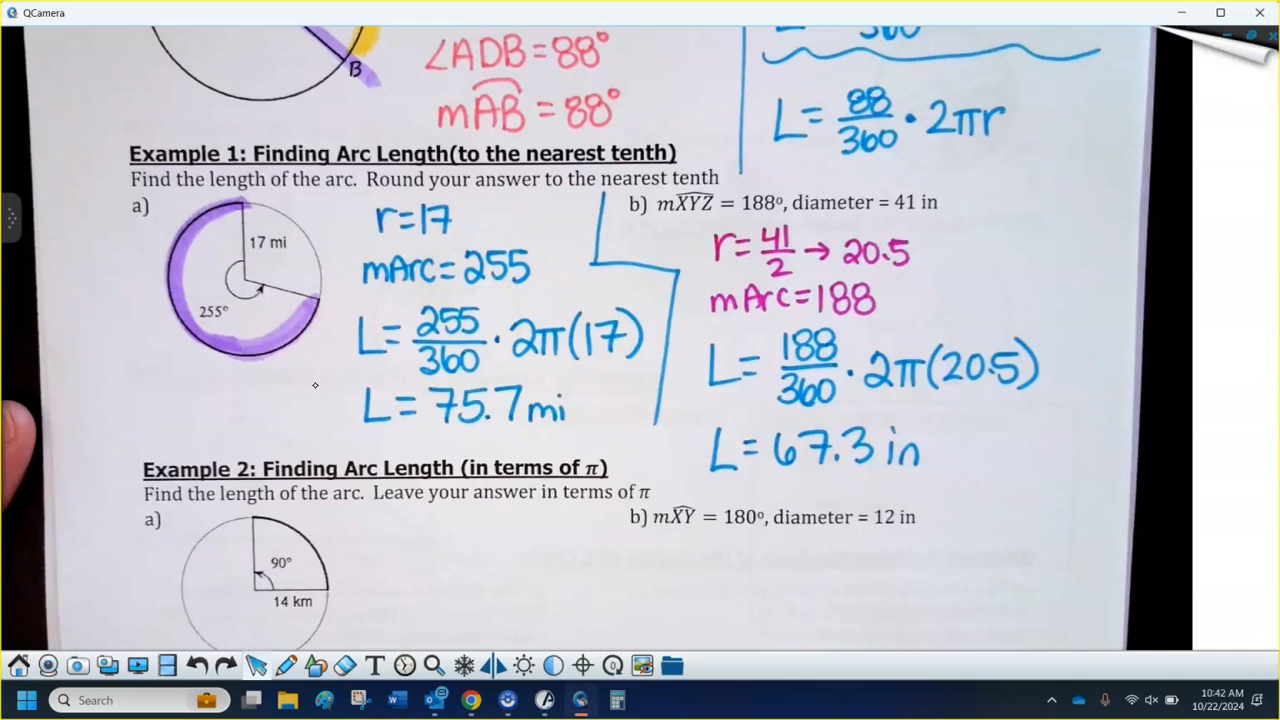 QCamera
B
∠ADB = 88°
mAB = 88°
360
L = 88/360 · 2πr
Example 1: Finding Arc Length(to the nearest tenth)
Find the length of the arc. Round your answer to the nearest tenth
a)
17 mi
255°
r = 17
mArc = 255
L = 255/360 · 2π(17)
L = 75.7 mi
b) mXYZ = 188º, diameter = 41 in
r = 41/2 → 20.5
mArc = 188
L = 188/360 · 2π(20.5)
L = 67.3 in
Example 2: Finding Arc Length (in terms of π)
Find the length of the arc. Leave your answer in terms of π
a)
90°
14 km
b) mXY = 180º, diameter = 12 in
Search
10:42 AM
10/22/2024